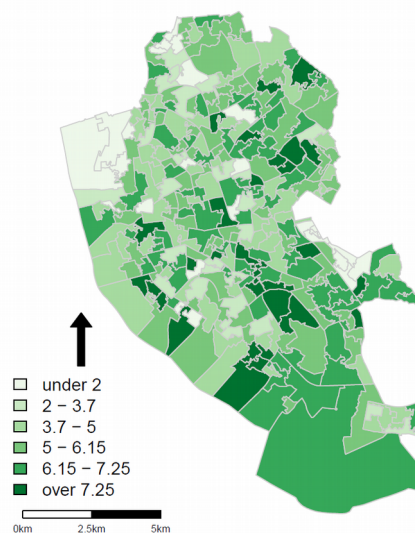 under 2
2 – 3.7
3.7 – 5
5 – 6.15
6.15 – 7.25
over 7.25
0km 2.5km 5km